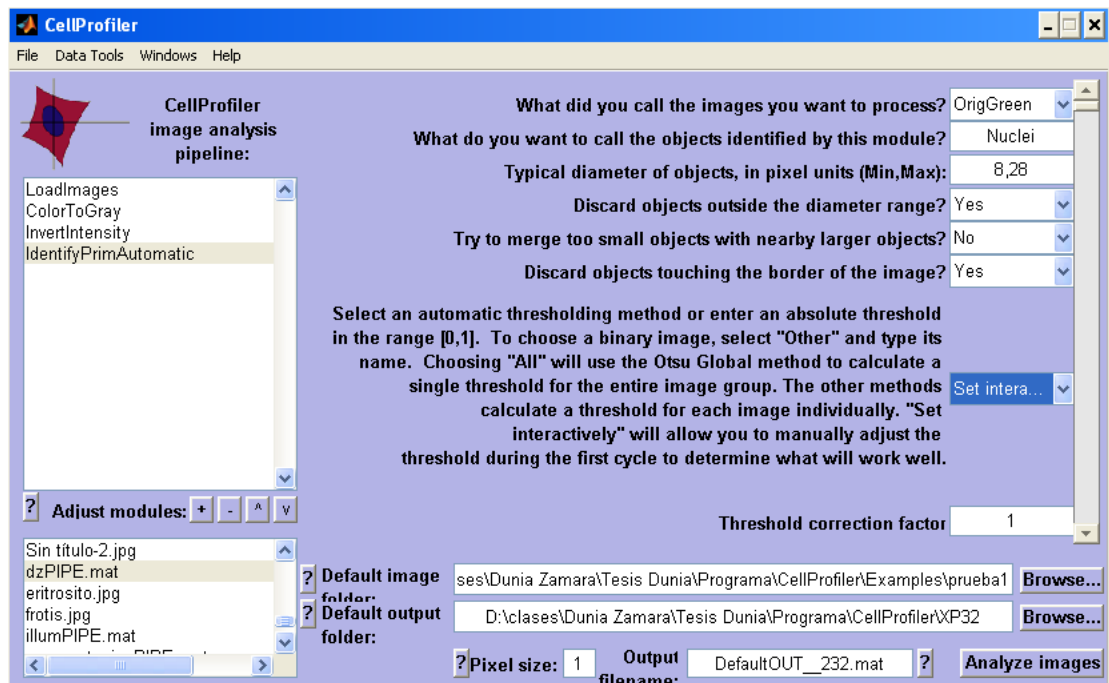 CellProfiler
File Data Tools Windows Help
CellProfiler
image analysis
pipeline:
LoadImages
ColorToGray
InvertIntensity
IdentifyPrimAutomatic
? Adjust modules: + - ^ v
Sin título-2.jpg
dzPIPE.mat
eritrosito.jpg
frotis.jpg
illumPIPE.mat
What did you call the images you want to process? OrigGreen
What do you want to call the objects identified by this module? Nuclei
Typical diameter of objects, in pixel units (Min,Max): 8,28
Discard objects outside the diameter range? Yes
Try to merge too small objects with nearby larger objects? No
Discard objects touching the border of the image? Yes
Select an automatic thresholding method or enter an absolute threshold
in the range [0,1]. To choose a binary image, select "Other" and type its
name. Choosing "All" will use the Otsu Global method to calculate a
single threshold for the entire image group. The other methods
calculate a threshold for each image individually. "Set
interactively" will allow you to manually adjust the
threshold during the first cycle to determine what will work well.
Set intera...
Threshold correction factor 1
? Default image
folder:
ses\Dunia Zamara\Tesis Dunia\Programa\CellProfiler\Examples\prueba1 Browse...
? Default output
folder:
D:\clases\Dunia Zamara\Tesis Dunia\Programa\CellProfiler\XP32 Browse...
? Pixel size: 1 Output
filename:
DefaultOUT__232.mat ? Analyze images